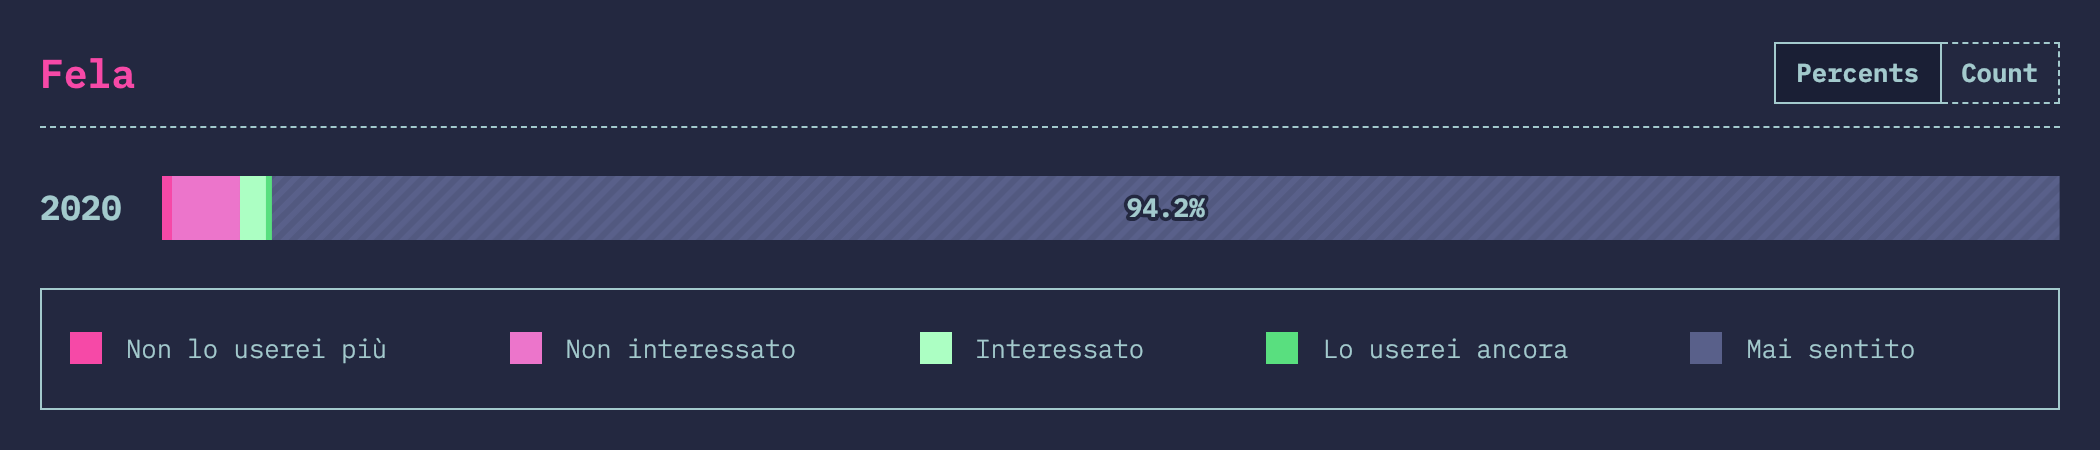 Fela
Percents Count
2020 94.2%
Non lo userei più Non interessato Interessato Lo userei ancora Mai sentito